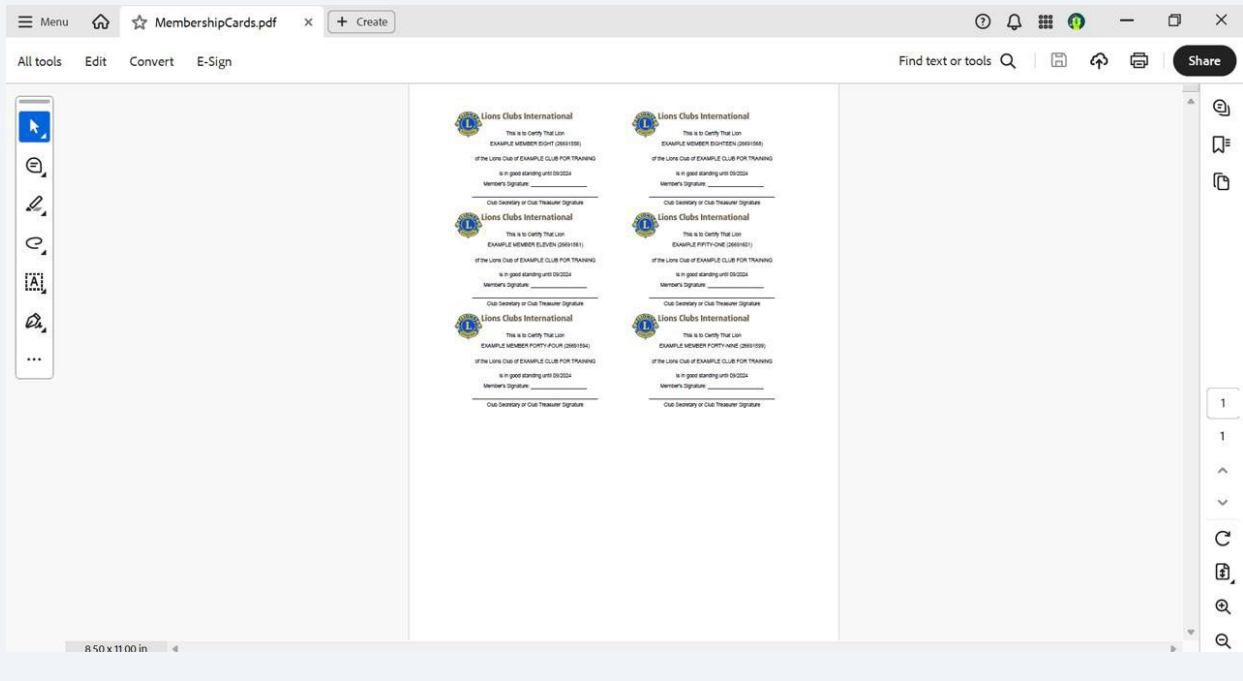 Menu MembershipCards.pdf + Create
All tools Edit Convert E-Sign Find text or tools Share
Lions Clubs International
This is to Certify That Lion
EXAMPLE MEMBER EIGHT (26691558)
of the Lions Club of EXAMPLE CLUB FOR TRAINING
is in good standing until 09/2024
Member's Signature:
Club Secretary or Club Treasurer Signature
Lions Clubs International
This is to Certify That Lion
EXAMPLE MEMBER EIGHTEEN (26691568)
of the Lions Club of EXAMPLE CLUB FOR TRAINING
is in good standing until 09/2024
Member's Signature:
Club Secretary or Club Treasurer Signature
Lions Clubs International
This is to Certify That Lion
EXAMPLE MEMBER ELEVEN (26691561)
of the Lions Club of EXAMPLE CLUB FOR TRAINING
is in good standing until 09/2024
Member's Signature:
Club Secretary or Club Treasurer Signature
Lions Clubs International
This is to Certify That Lion
EXAMPLE FIFITY-ONE (26691601)
of the Lions Club of EXAMPLE CLUB FOR TRAINING
is in good standing until 09/2024
Member's Signature:
Club Secretary or Club Treasurer Signature
Lions Clubs International
This is to Certify That Lion
EXAMPLE MEMBER FORTY-FOUR (26691594)
of the Lions Club of EXAMPLE CLUB FOR TRAINING
is in good standing until 09/2024
Member's Signature:
Club Secretary or Club Treasurer Signature
Lions Clubs International
This is to Certify That Lion
EXAMPLE MEMBER FORTY-NINE (26691599)
of the Lions Club of EXAMPLE CLUB FOR TRAINING
is in good standing until 09/2024
Member's Signature:
Club Secretary or Club Treasurer Signature
1
1
8.50 x 11.00 in